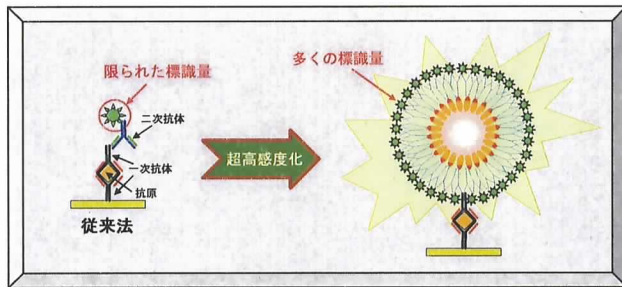 限られた標識量
二次抗体
一次抗体
抗原
従来法
超高感度化
多くの標識量